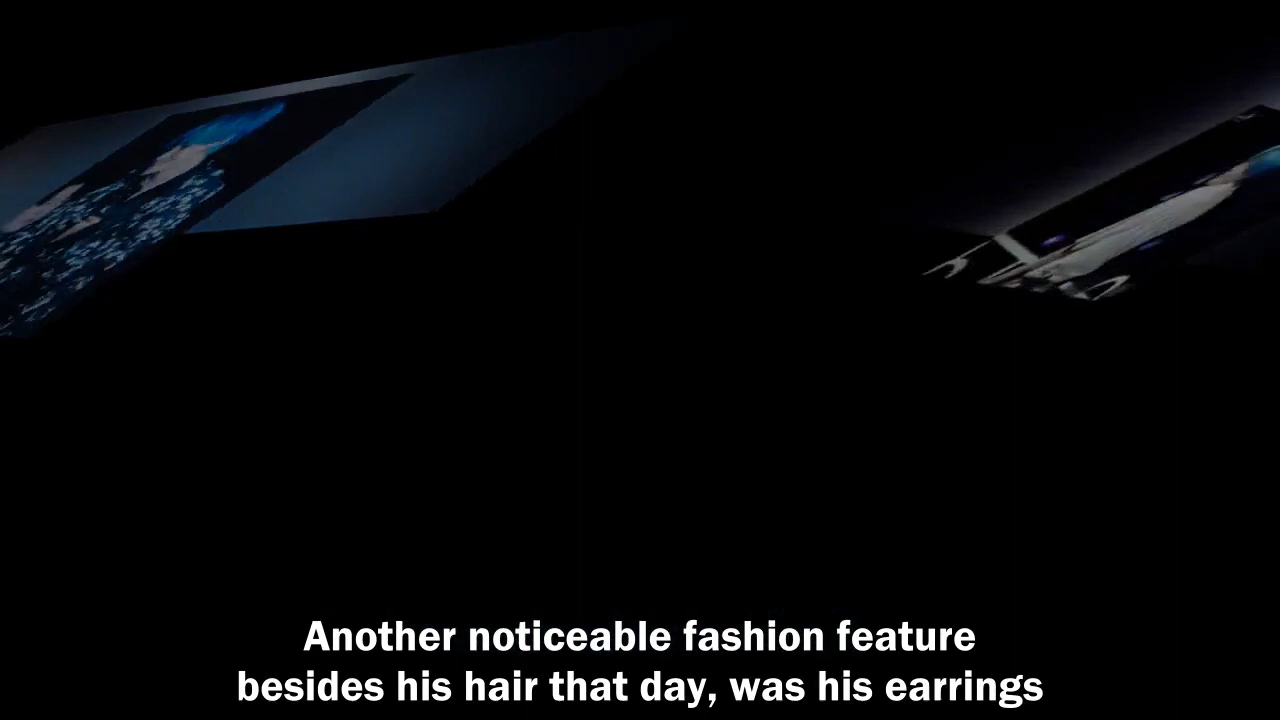 Another noticeable fashion feature
besides his hair that day, was his earrings